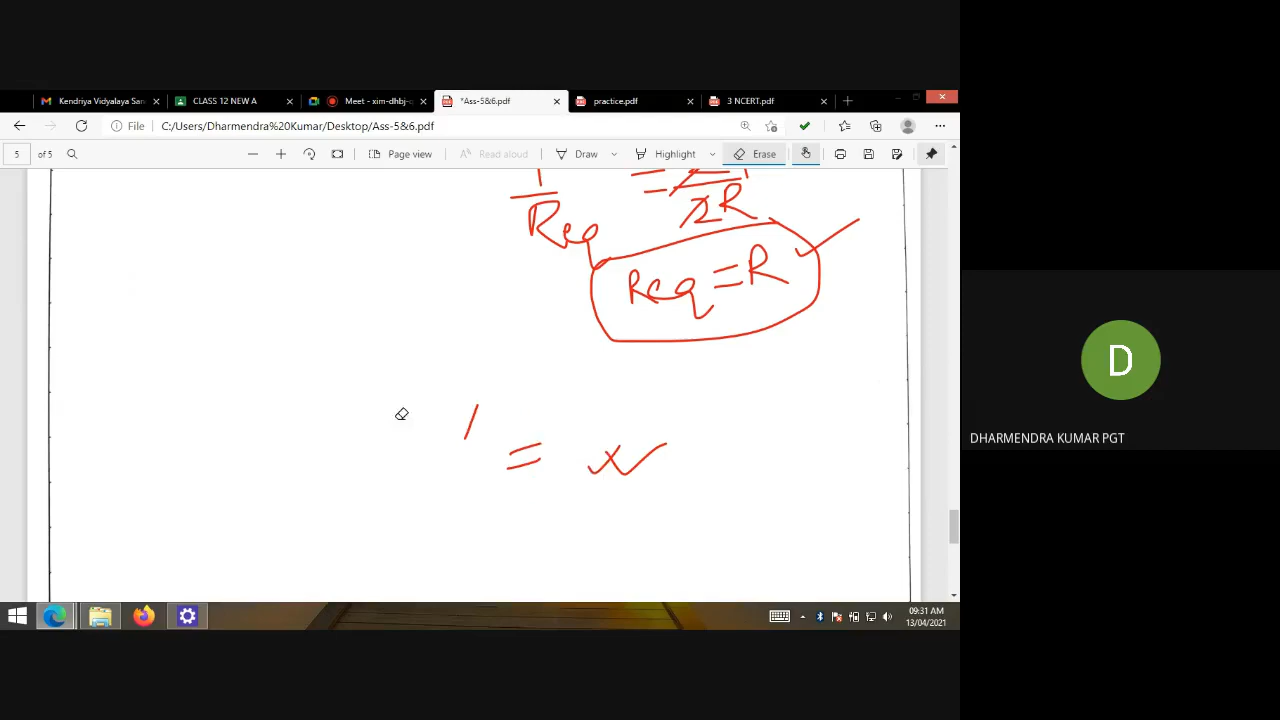 Kendriya Vidyalaya San
CLASS 12 NEW A
Meet - xim-dhbj-c
*Ass-5&6.pdf
practice.pdf
3 NCERT.pdf
File
C:/Users/Dharmendra%20Kumar/Desktop/Ass-5&6.pdf
5 of 5
Page view
Read aloud
Draw
Highlight
Erase
1/Req = /2R
Req = R
=
D
DHARMENDRA KUMAR PGT
09:31 AM
13/04/2021